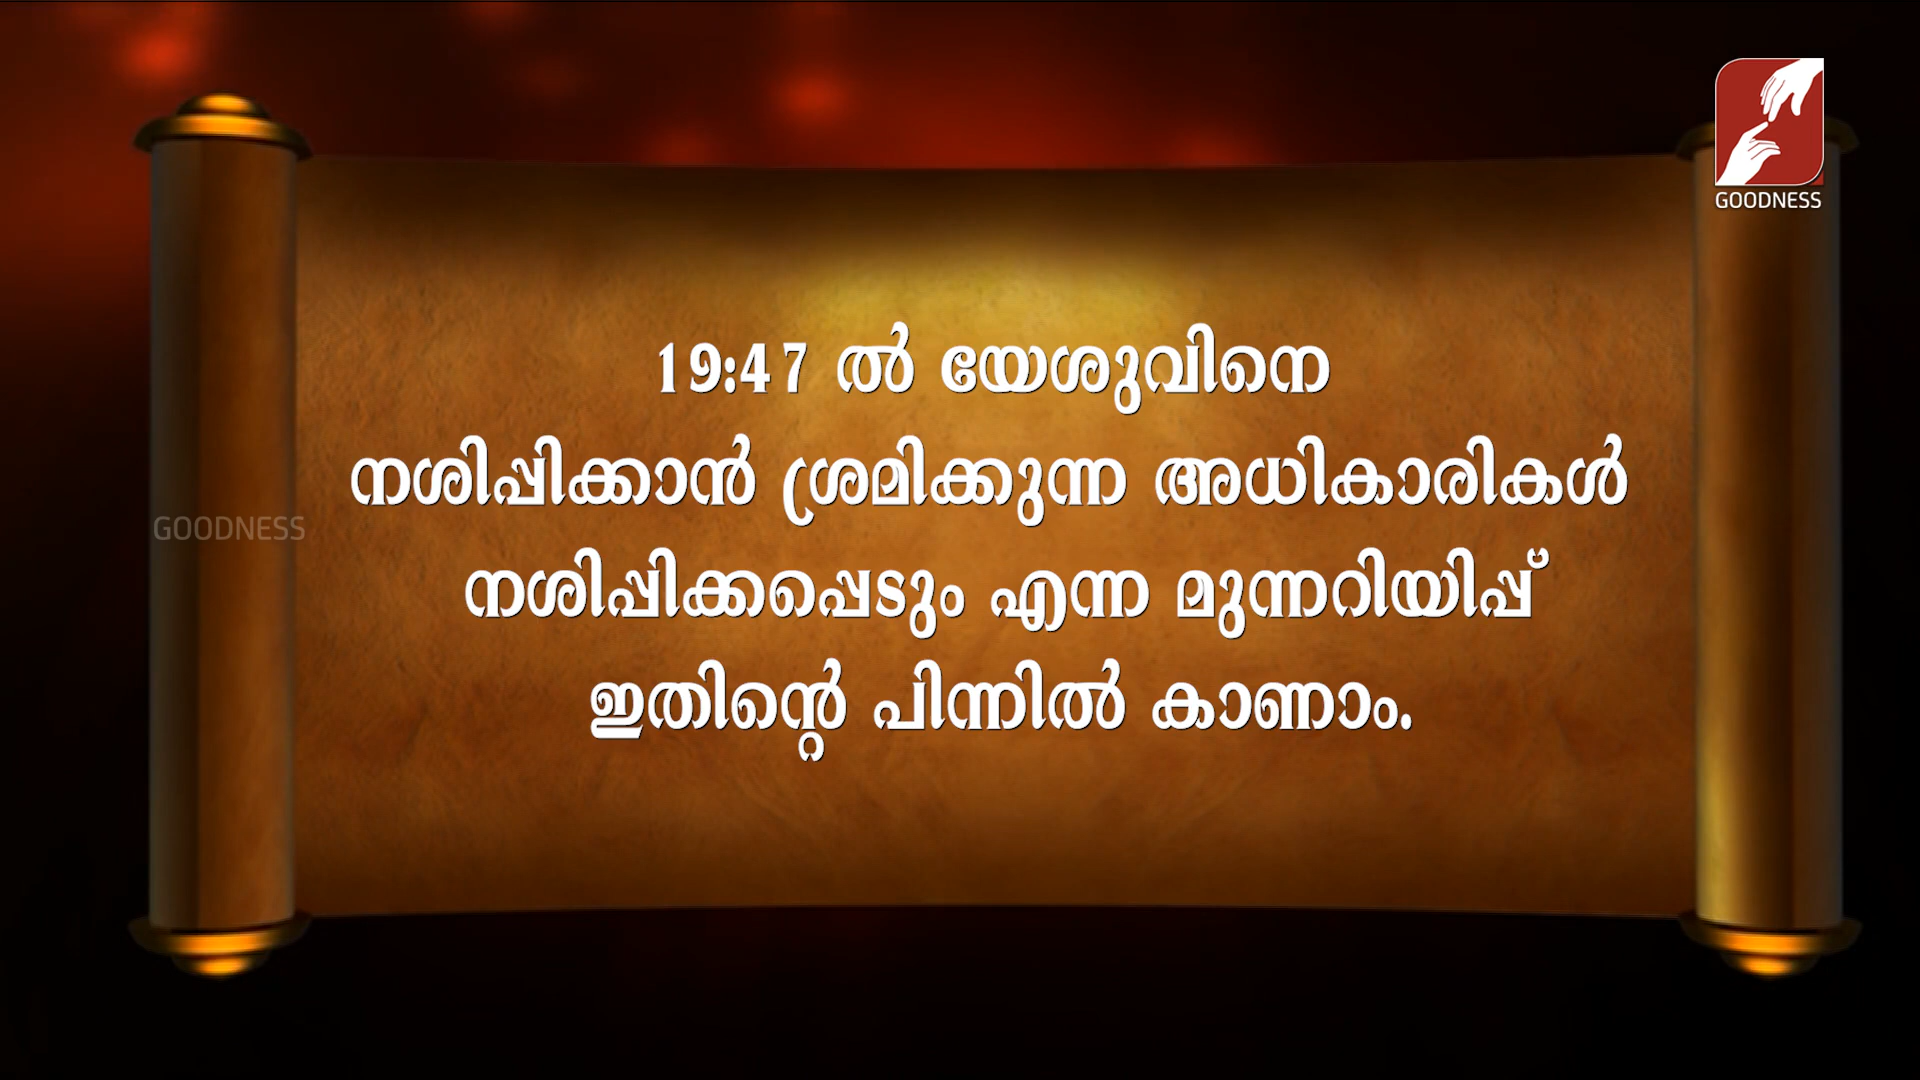 GOODNESS
19:47 ൽ യേശുവിനെ
നശിപ്പിക്കാൻ ശ്രമിക്കുന്ന അധികാരികൾ
GOODNESS
നശിപ്പിക്കപ്പെടും എന്ന മുന്നറിയിപ്പ്
ഇതിന്റെ പിന്നിൽ കാണാം.